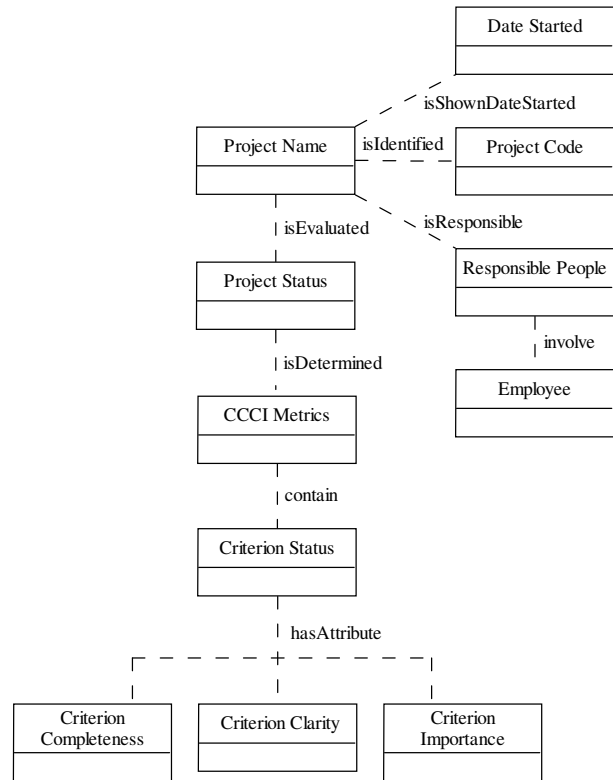 Date Started
isShownDateStarted
Project Name
isIdentified
Project Code
isEvaluated
isResponsible
Project Status
Responsible People
isDetermined
involve
CCCI Metrics
Employee
contain
Criterion Status
hasAttribute
Criterion
Completeness
Criterion Clarity
Criterion
Importance